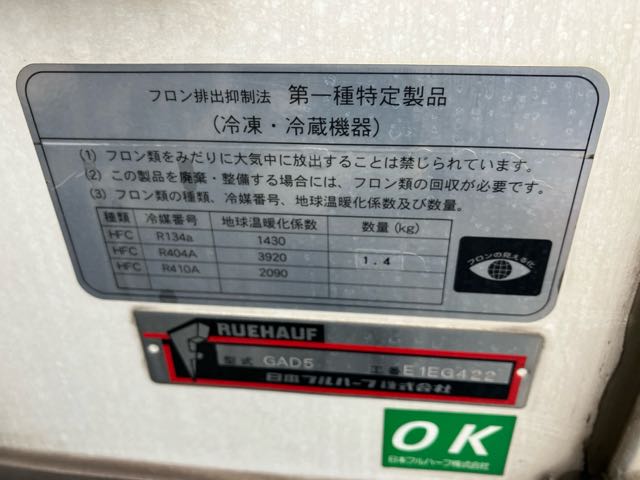 フロン排出抑制法 第一種特定製品
(冷凍・冷蔵機器)
(1) フロン類をみだりに大気中に放出することは禁じられています。
(2) この製品を廃棄・整備する場合には、フロン類の回収が必要です。
(3) フロン類の種類、冷媒番号、地球温暖化係数及び数量。
種類 冷媒番号 地球温暖化係数 数量 (kg)
HFC R134a 1430
HFC R404A 3920 1.4
HFC R410A 2090
フロンの見える化
RUEHAUF
型式 GAD5 工番 E1EG422
日本フルハーフ株式会社
OK
日本フルハーフ株式会社